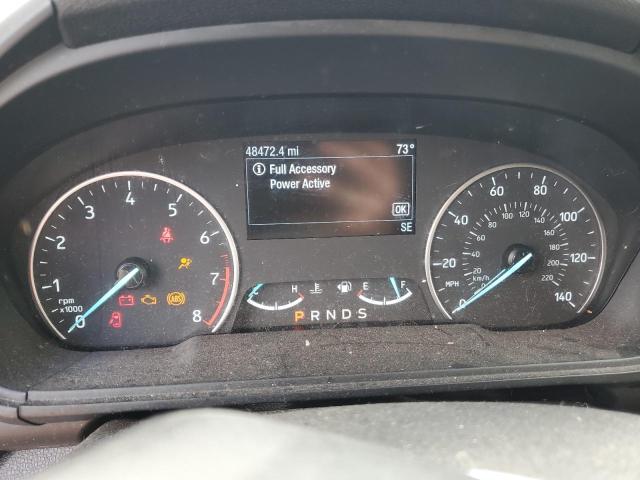 48472.4 mi 73°
Full Accessory
Power Active
OK
SE
0 1 2 3 4 5 6 7 8
rpm
x1000
ABS
H E F
P R N D S
0 20 40 60 80 100 120 140
MPH
0 20 40 60 80 100 120 140 160 180 200 220
km/h